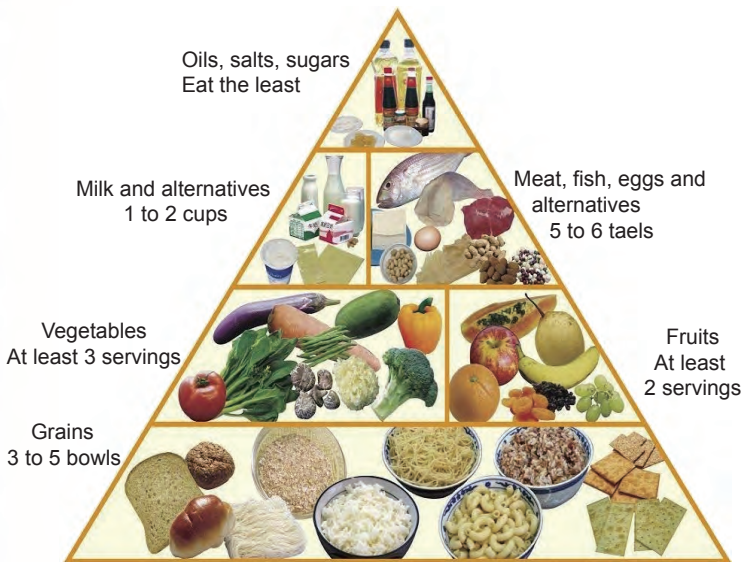 Oils, salts, sugars
Eat the least
Milk and alternatives
1 to 2 cups
Meat, fish, eggs and
alternatives
5 to 6 taels
Vegetables
At least 3 servings
Fruits
At least
2 servings
Grains
3 to 5 bowls